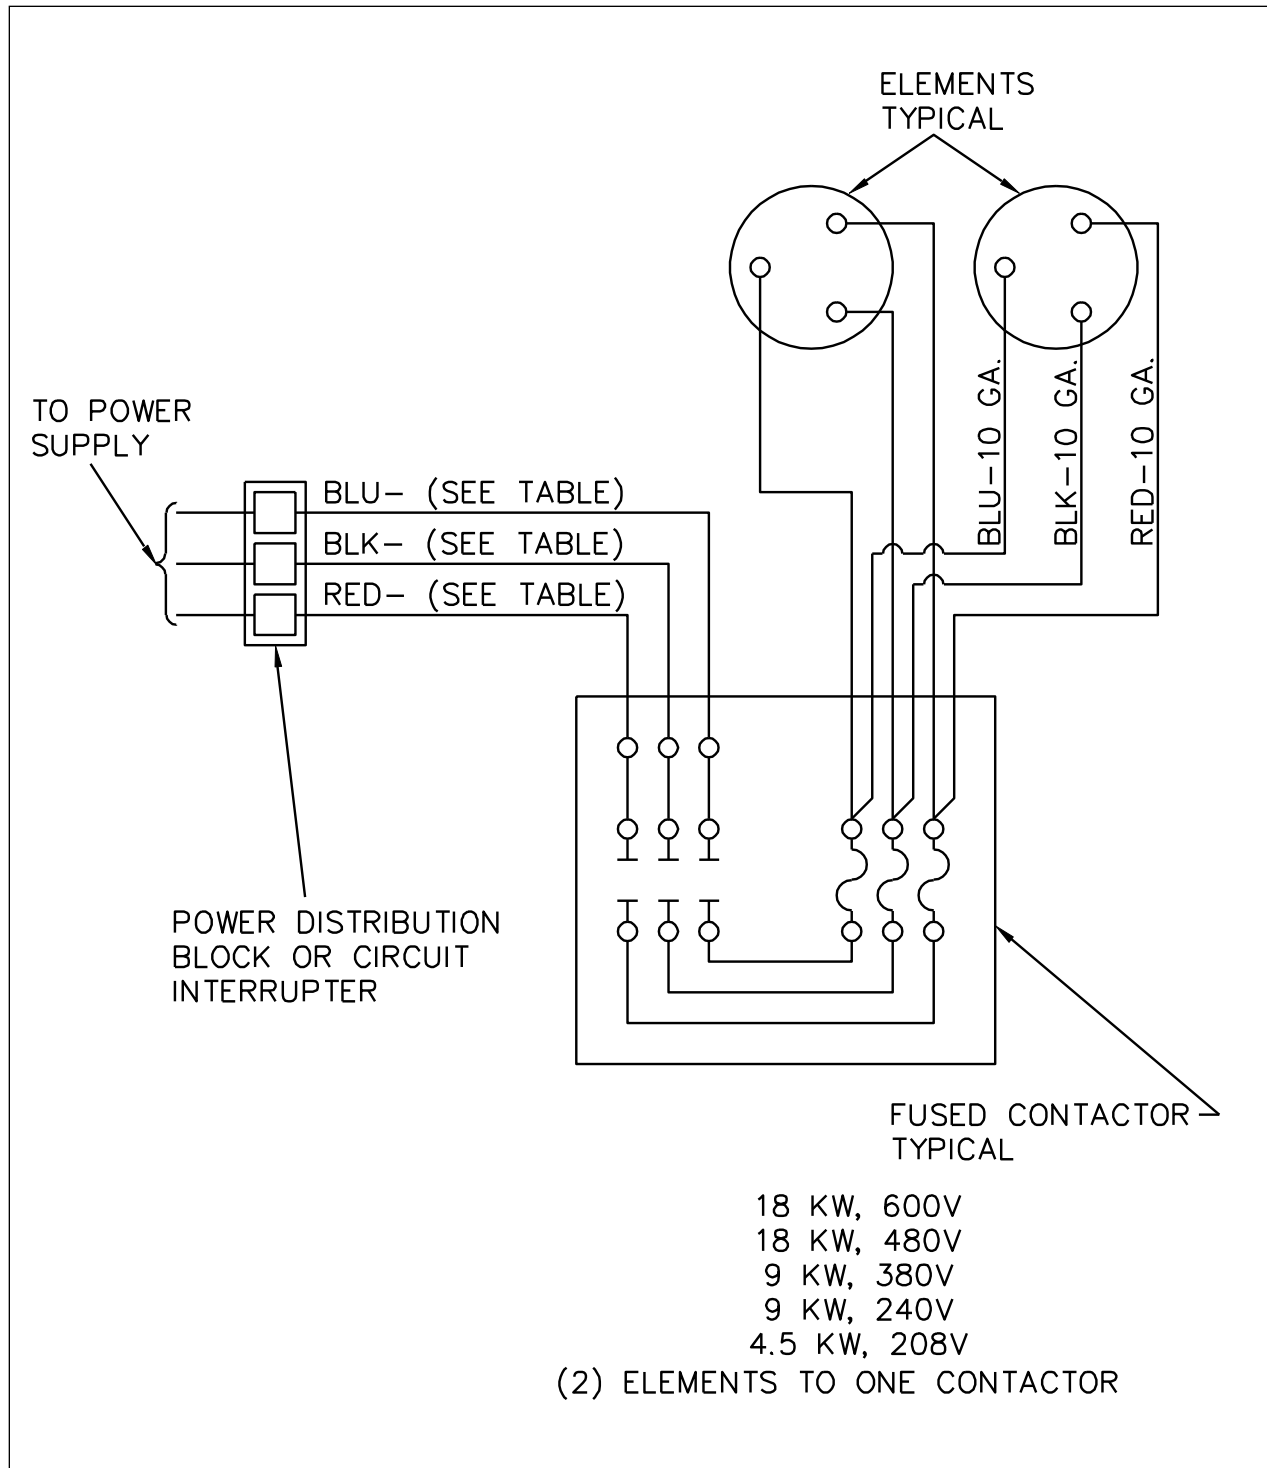 ELEMENTS
TYPICAL
TO POWER
SUPPLY
BLU- (SEE TABLE)
BLK- (SEE TABLE)
RED- (SEE TABLE)
BLU-10 GA.
BLK-10 GA.
RED-10 GA.
POWER DISTRIBUTION
BLOCK OR CIRCUIT
INTERRUPTER
FUSED CONTACTOR
TYPICAL
18 KW, 600V
18 KW, 480V
9 KW, 380V
9 KW, 240V
4.5 KW, 208V
(2) ELEMENTS TO ONE CONTACTOR